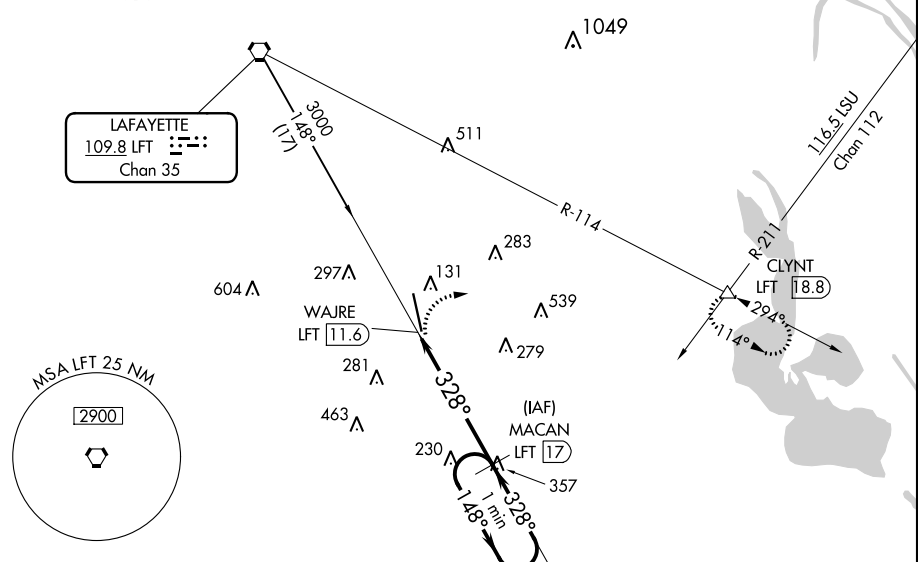 1049
LAFAYETTE
109.8 LFT
Chan 35
3000
148°
(17)
511
116.5 LSU
Chan 112
R-114
R-211
283
CLYNT
LFT 18.8
604
297
131
539
294°
114°
WAJRE
LFT 11.6
279
MSA LFT 25 NM
2900
281
328°
463
(IAF)
MACAN
LFT 17
230
357
148°
1 min
328°